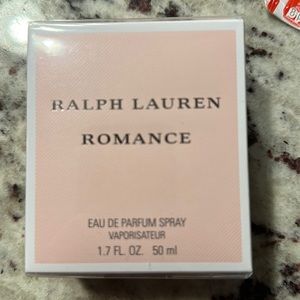 RALPH LAUREN
ROMANCE
EAU DE PARFUM SPRAY
VAPORISATEUR
1.7 FL. OZ. 50 ml